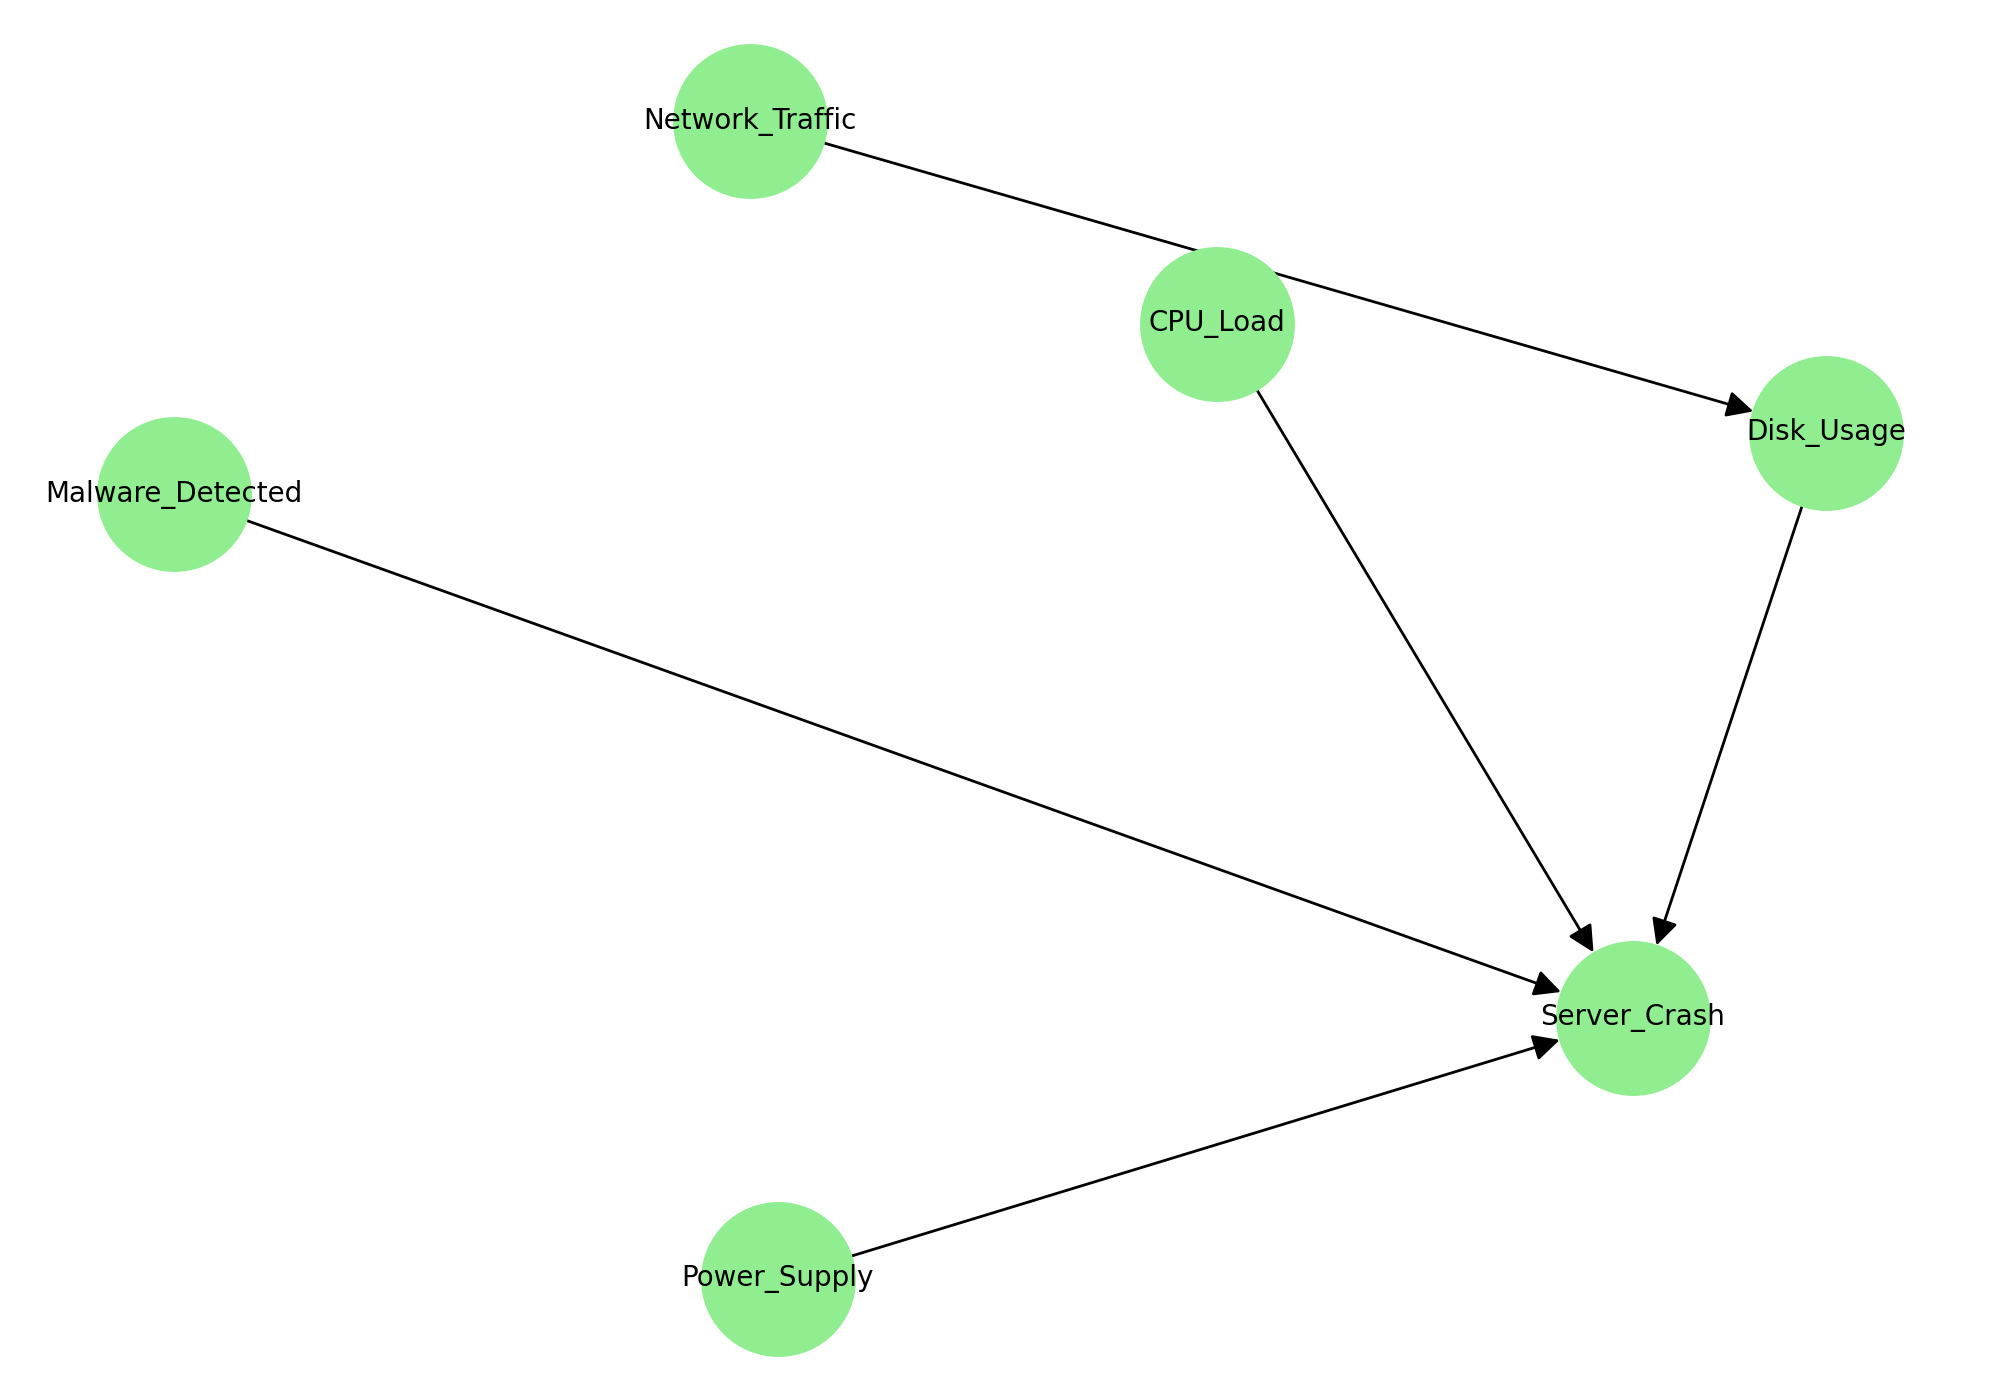 Network_Traffic
CPU_Load
Disk_Usage
Malware_Detected
Server_Crash
Power_Supply